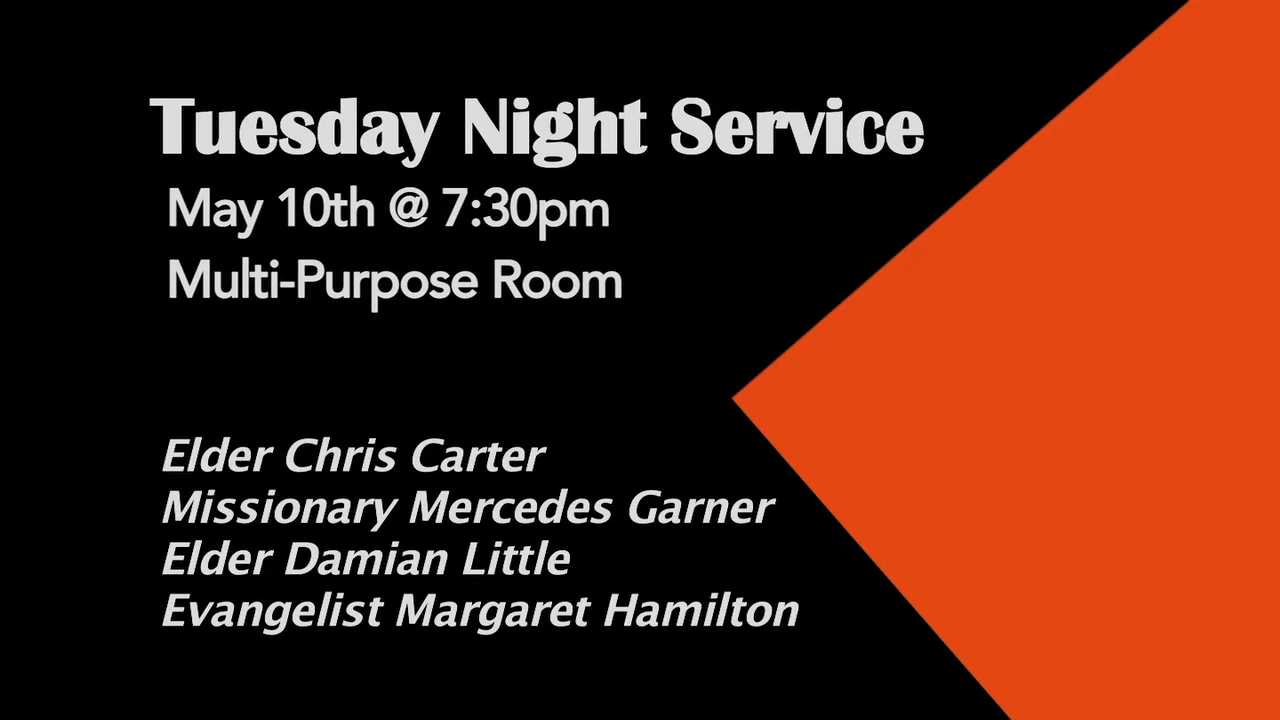 Tuesday Night Service
May 10th @ 7:30pm
Multi-Purpose Room
Elder Chris Carter
Missionary Mercedes Garner
Elder Damian Little
Evangelist Margaret Hamilton